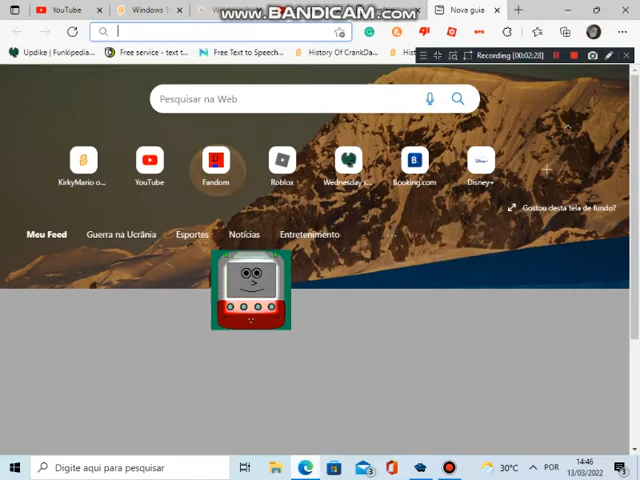 www.BANDICAM.com
YouTube
Windows 1
Nova guia
Recording [00:02:28]
Updike | Funkipedia...
Free service - text t...
Free Text to Speech...
History Of CrankDa...
Pesquisar na Web
KirkyMario o...
YouTube
Fandom
Roblox
Wednesday's...
Booking.com
Disney+
Gostou desta tela de fundo?
Meu Feed
Guerra na Ucrânia
Esportes
Notícias
Entretenimento
...
Digite aqui para pesquisar
3
30°C
POR
14:46
13/03/2022
3